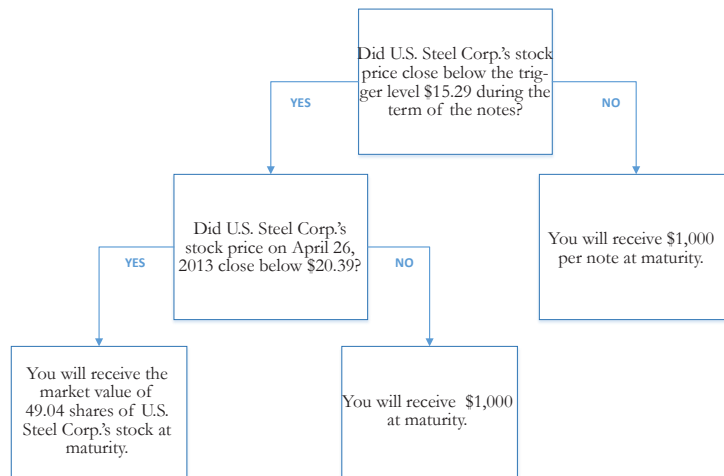 Did U.S. Steel Corp.'s stock
price close below the trig-
ger level $15.29 during the
term of the notes?
YES
NO
Did U.S. Steel Corp.'s
stock price on April 26,
2013 close below $20.39?
You will receive $1,000
per note at maturity.
YES
NO
You will receive the
market value of
49.04 shares of U.S.
Steel Corp.'s stock at
maturity.
You will receive $1,000
at maturity.